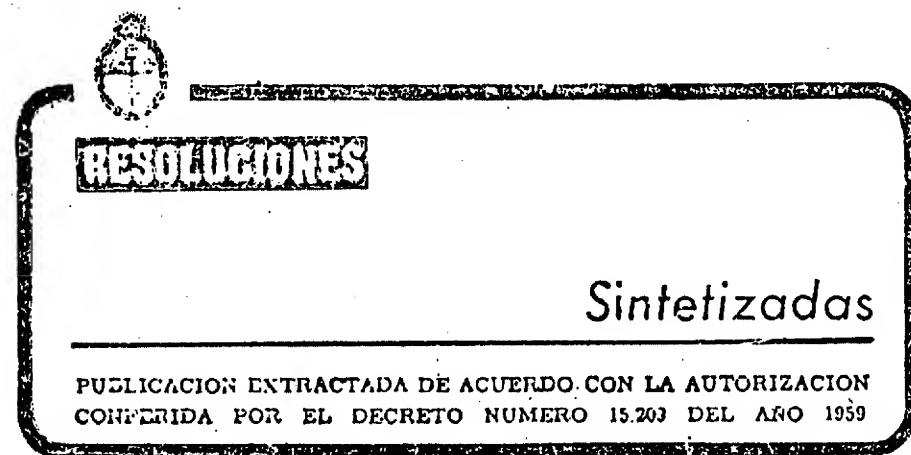 RESOLUCIONES
Sintetizadas
PUBLICACION EXTRACTADA DE ACUERDO CON LA AUTORIZACION
CONFERIDA POR EL DECRETO NUMERO 15.203 DEL AÑO 1959